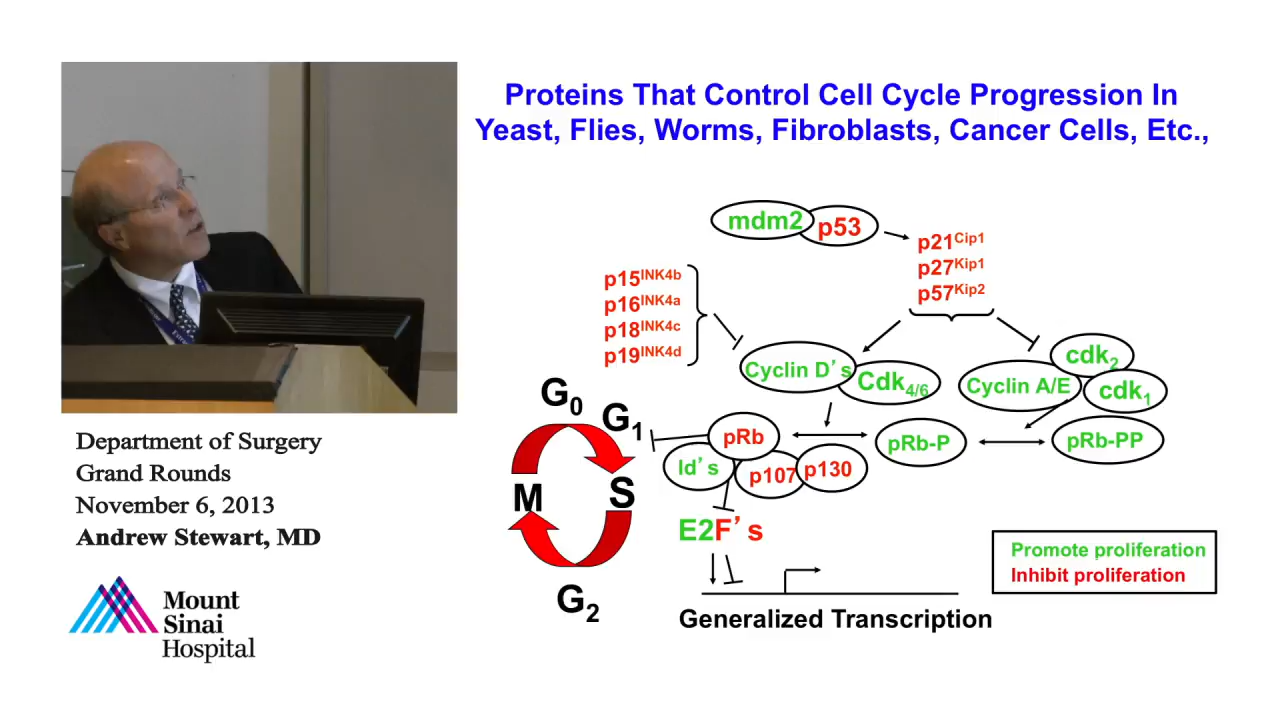 Proteins That Control Cell Cycle Progression In
Yeast, Flies, Worms, Fibroblasts, Cancer Cells, Etc.,
mdm2
p53
p21Cip1
p27Kip1
p57Kip2
p15INK4b
p16INK4a
p18INK4c
p19INK4d
Cyclin D's
Cdk4/6
Cyclin A/E
cdk2
cdk1
G0
G1
S
G2
M
pRb
Id's
p107
p130
pRb-P
pRb-PP
E2F's
Generalized Transcription
Promote proliferation
Inhibit proliferation
Department of Surgery
Grand Rounds
November 6, 2013
Andrew Stewart, MD
Mount
Sinai
Hospital